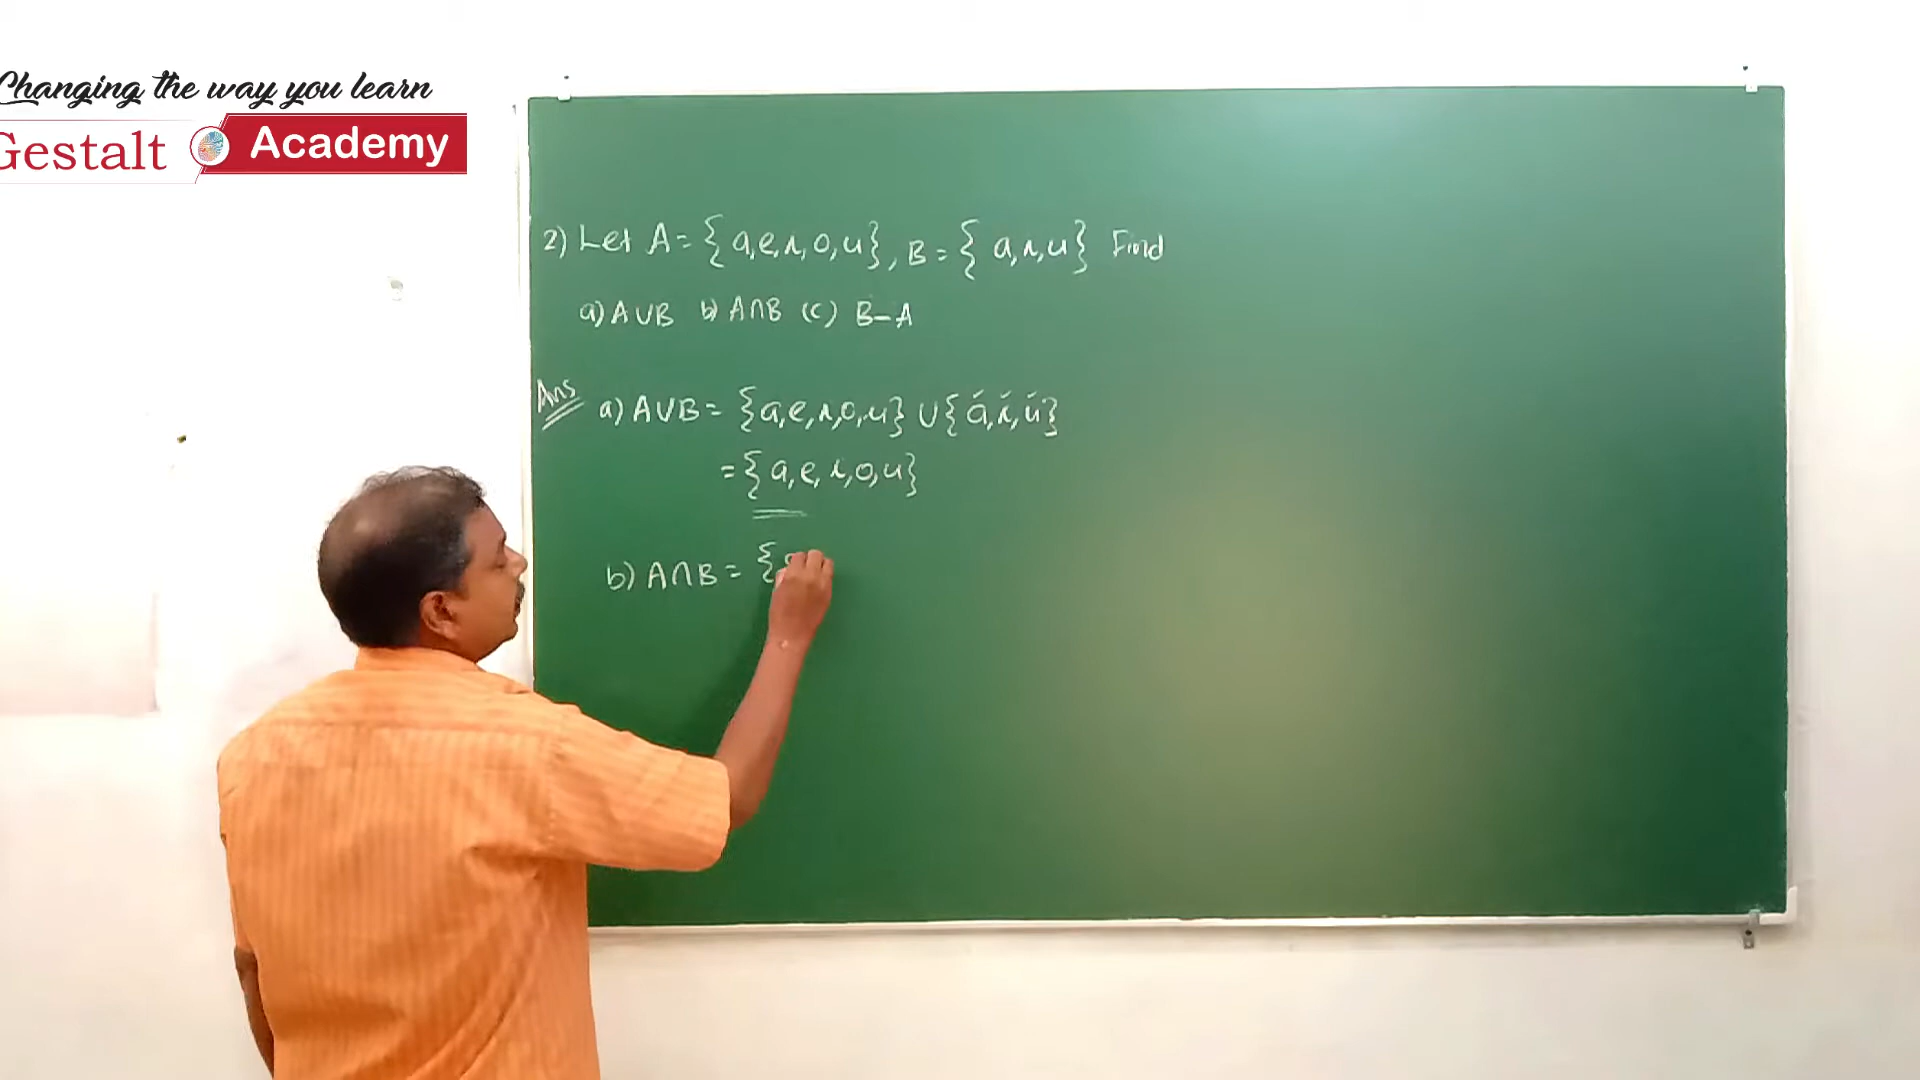 Changing the way you learn
Gestalt Academy
2) Let A = {a,e,i,o,u}, B = { a,i,u} Find
a) A∪B b) A∩B (c) B-A
Ans
a) A∪B = {a,e,i,o,u} ∪ {a,i,u}
= {a,e,i,o,u}
b) A∩B = {